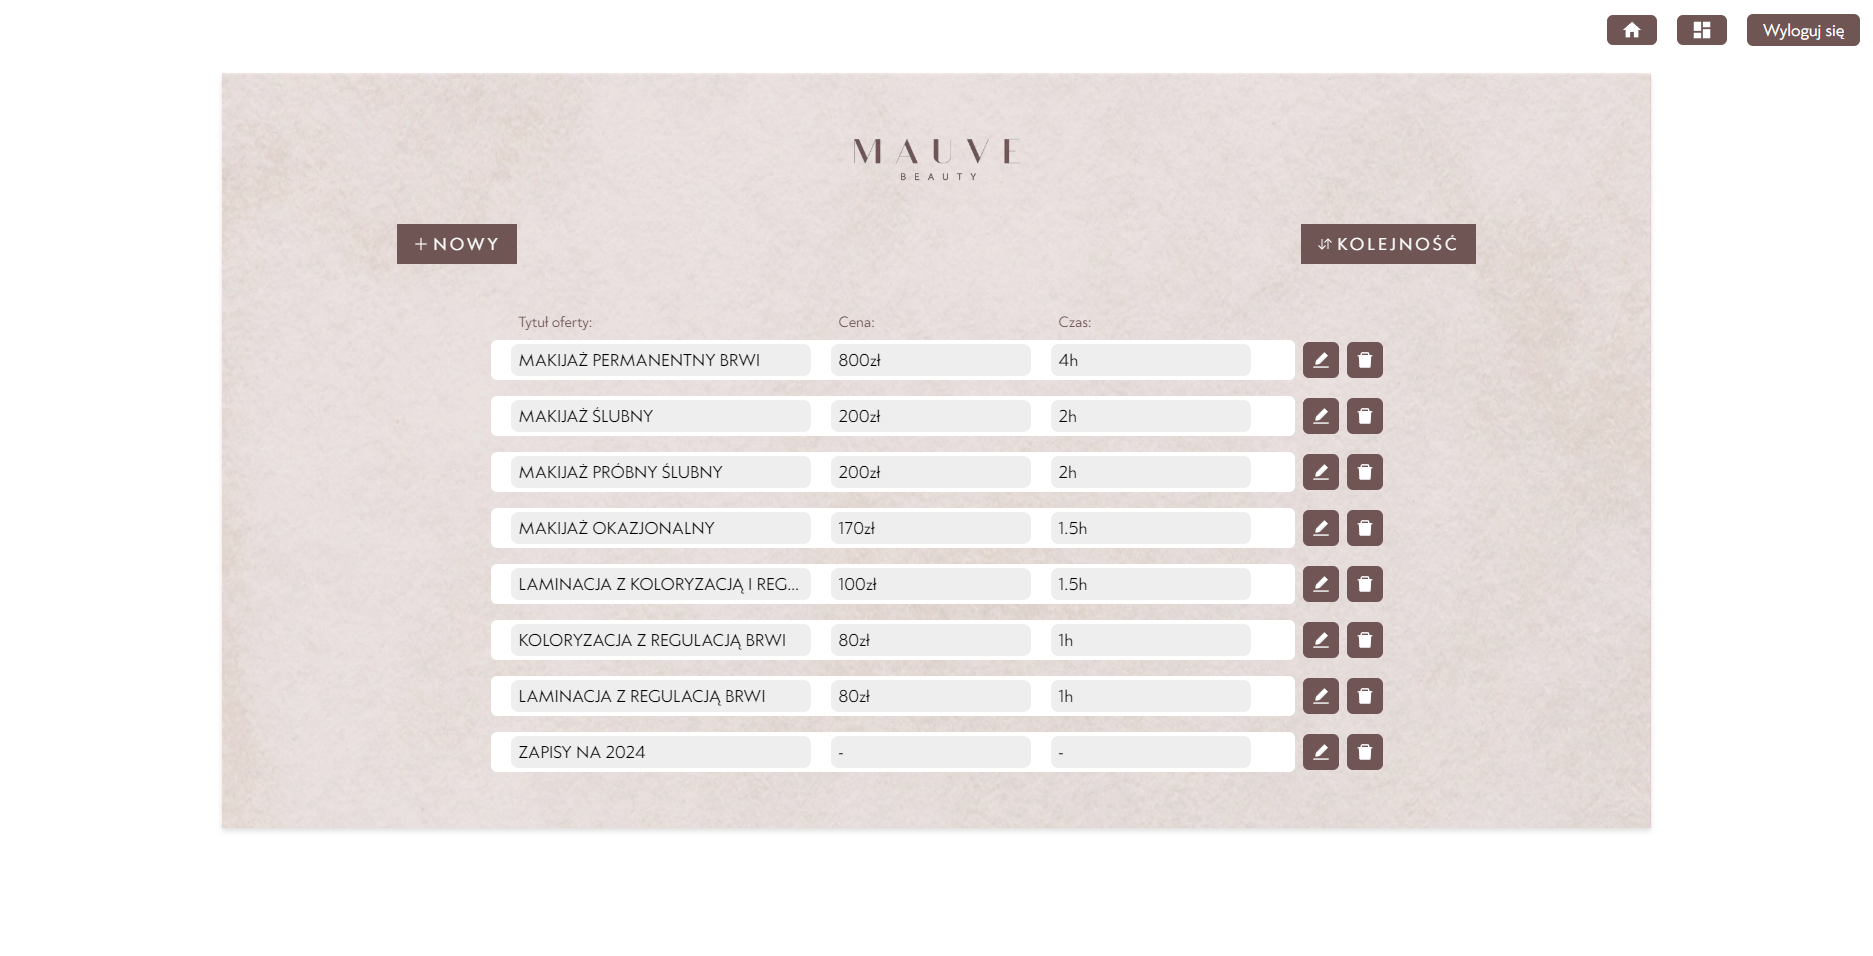 Wyloguj się
MAUVE
BEAUTY
NOWY
KOLEJNOŚĆ
Tytuł oferty: Cena: Czas:
MAKIJAŻ PERMANENTNY BRWI 800zł 4h
MAKIJAŻ ŚLUBNY 200zł 2h
MAKIJAŻ PRÓBNY ŚLUBNY 200zł 2h
MAKIJAŻ OKAZJONALNY 170zł 1.5h
LAMINACJA Z KOLORYZACJĄ I REG... 100zł 1.5h
KOLORYZACJA Z REGULACJĄ BRWI 80zł 1h
LAMINACJA Z REGULACJĄ BRWI 80zł 1h
ZAPISY NA 2024 - -